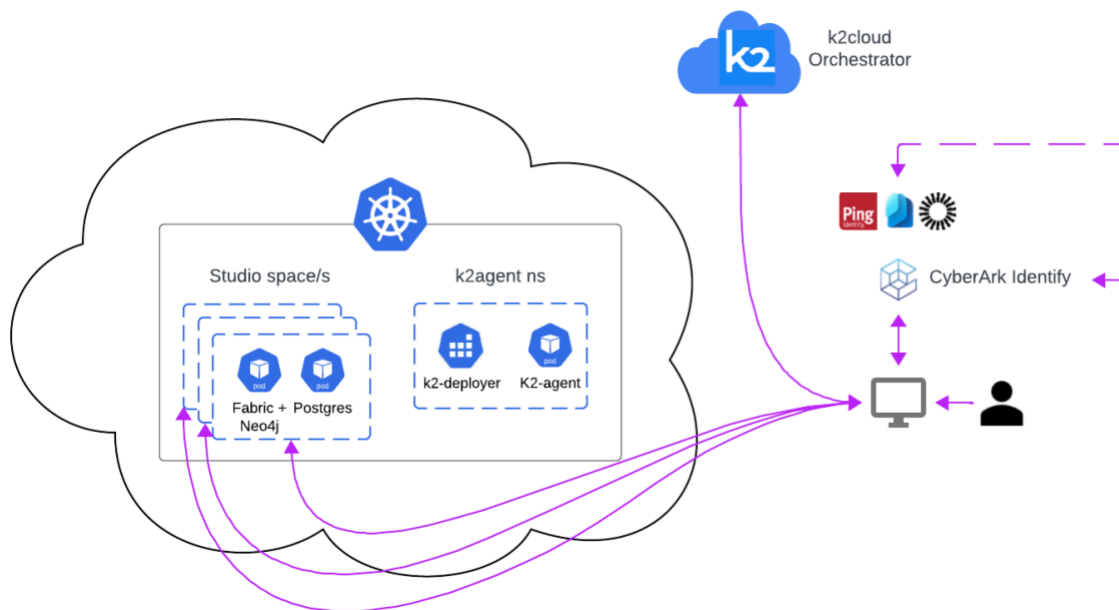 k2
k2cloud
Orchestrator
Ping
Identity
CyberArk Identify
Studio space/s
k2agent ns
pod
pod
Fabric +
Neo4j
Postgres
k2-deployer
pod
K2-agent